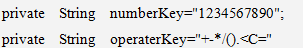 private String numberKey="1234567890";
private String operaterKey="+-*/().<C="